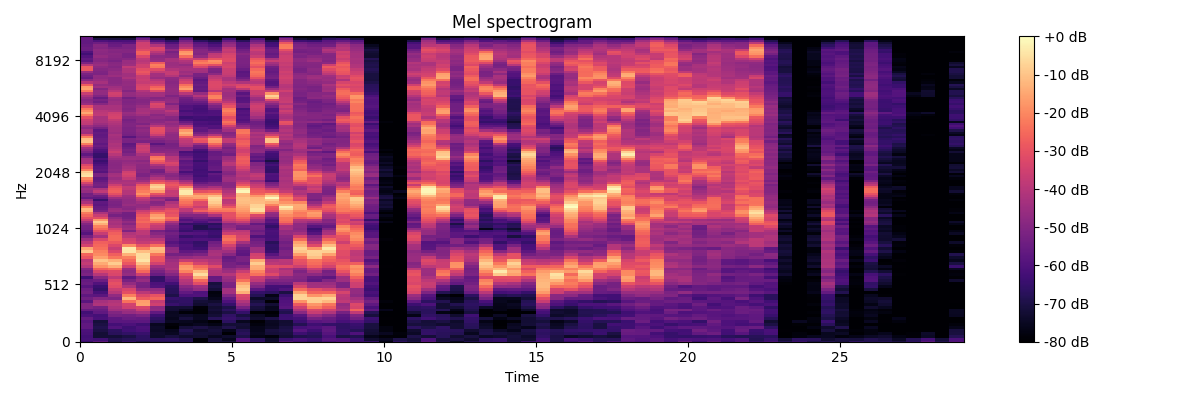 Mel spectrogram
8192
4096
2048
1024
512
0
Hz
0 5 10 15 20 25
Time
+0 dB
-10 dB
-20 dB
-30 dB
-40 dB
-50 dB
-60 dB
-70 dB
-80 dB